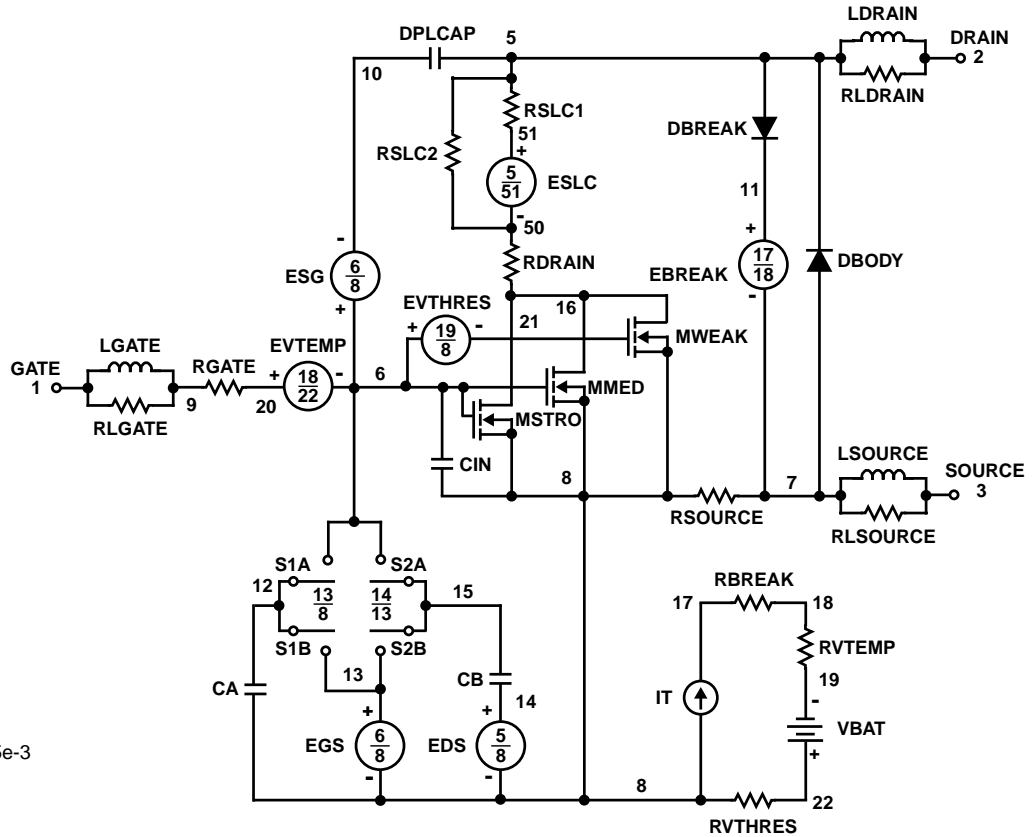 LDRAIN
DPLCAP
5
DRAIN
2
10
RLDRAIN
RSLC1
51
DBREAK
+
RSLC2
5
51
ESLC
11
-
50
+
-
17
18
RDRAIN
EBREAK
DBODY
6
8
ESG
-
EVTHRES
16
+
+
19
8
-
21
MWEAK
LGATE
EVTEMP
GATE
1
RGATE
+
18
22
-
6
MMED
9
20
MSTRO
RLGATE
CIN
8
LSOURCE
7
SOURCE
3
RSOURCE
RLSOURCE
S1A
S2A
12
13
8
14
13
15
RBREAK
17
18
S1B
S2B
RVTEMP
13
CB
19
CA
14
IT
-
+
+
VBAT
EGS
6
8
EDS
5
8
5e-3
+
-
-
8
22
RVTHRES